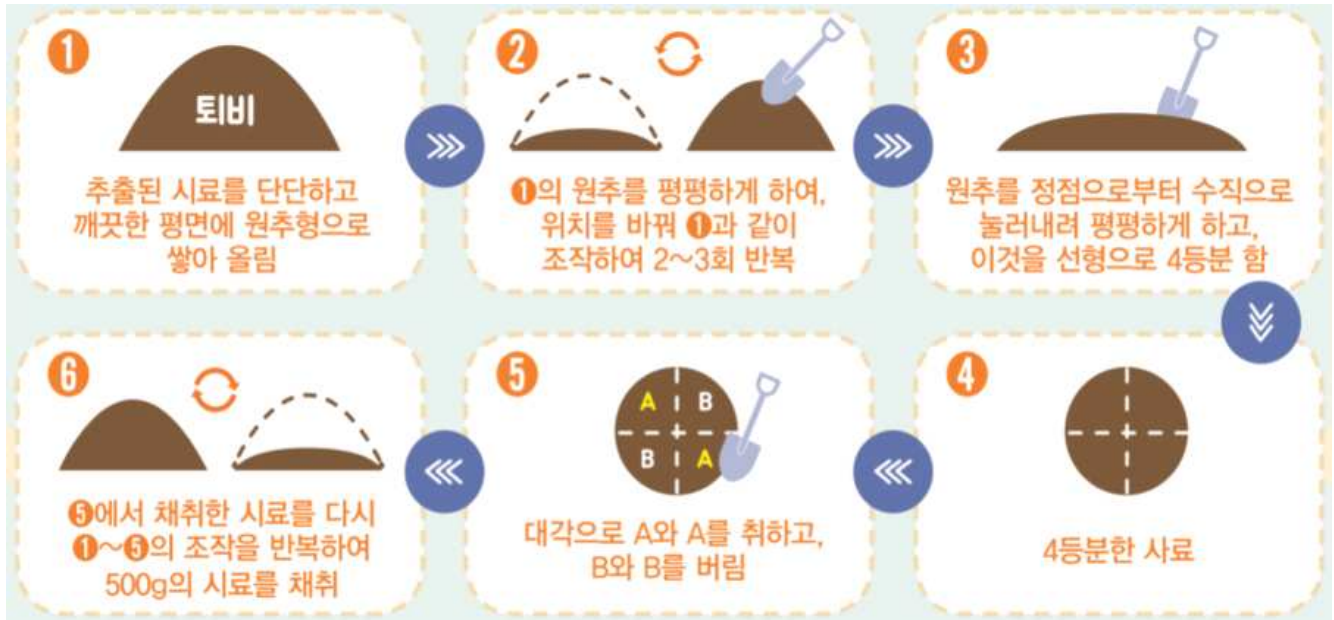 1
퇴비
추출된 시료를 단단하고
깨끗한 평면에 원추형으로
쌓아 올림
2
1의 원추를 평평하게 하여,
위치를 바꿔 1과 같이
조작하여 2~3회 반복
3
원추를 정점으로부터 수직으로
눌러내려 평평하게 하고,
이것을 선형으로 4등분 함
4
4등분한 사료
5
A B
B A
대각으로 A와 A를 취하고,
B와 B를 버림
6
5에서 채취한 시료를 다시
1~5의 조작을 반복하여
500g의 시료를 채취